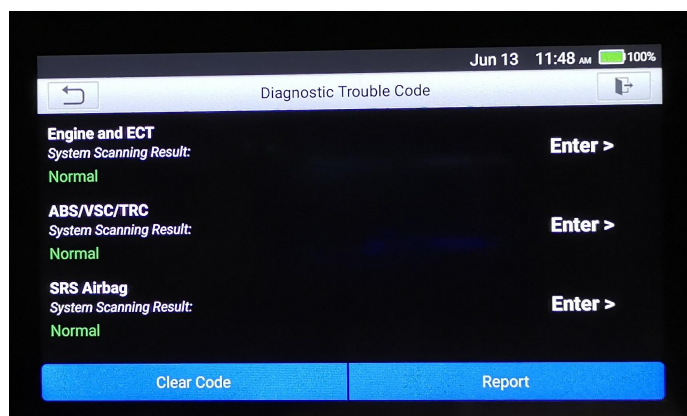 Jun 13 11:48 AM 100%
Diagnostic Trouble Code
Engine and ECT
System Scanning Result:
Enter >
Normal
ABS/VSC/TRC
System Scanning Result:
Enter >
Normal
SRS Airbag
System Scanning Result:
Enter >
Normal
Clear Code Report